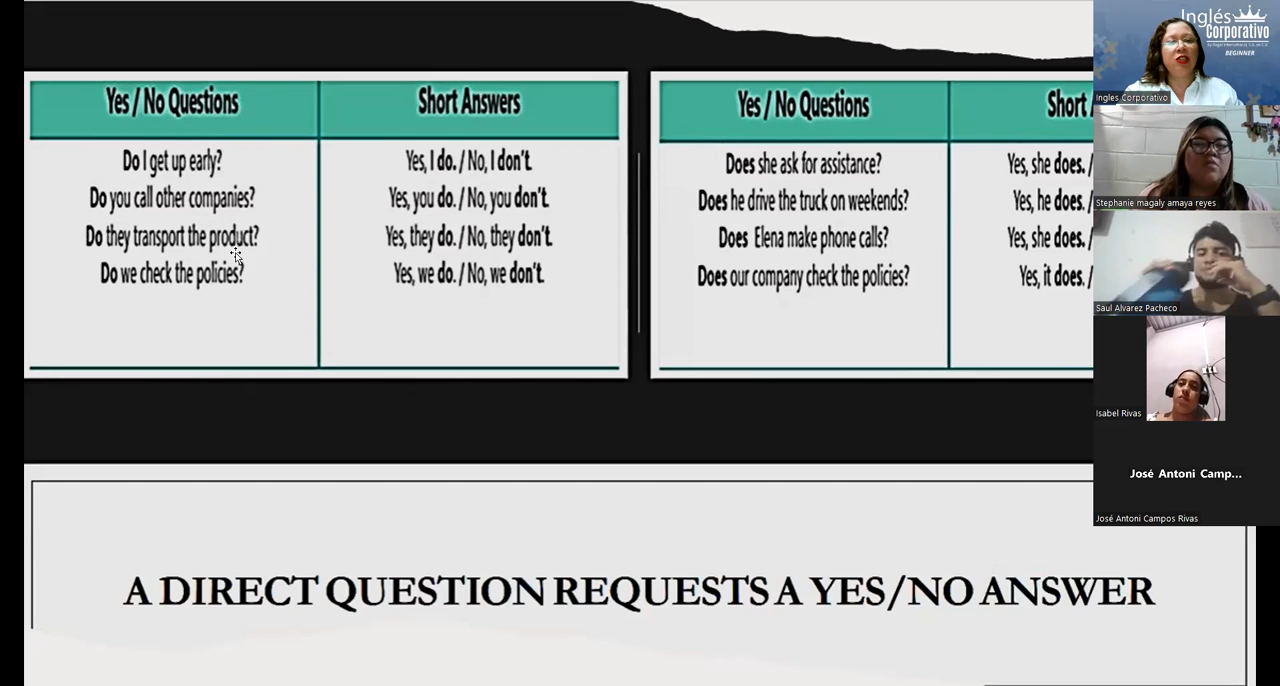 Yes / No Questions
Short Answers
Do I get up early?
Yes, I do. / No, I don't.
Do you call other companies?
Yes, you do. / No, you don't.
Do they transport the product?
Yes, they do. / No, they don't.
Do we check the policies?
Yes, we do. / No, we don't.
Yes / No Questions
Short
Does she ask for assistance?
Yes, she does. /
Does he drive the truck on weekends?
Yes, he does. /
Does Elena make phone calls?
Yes, she does. /
Does our company check the policies?
Yes, it does. /
A DIRECT QUESTION REQUESTS A YES/NO ANSWER
Inglés
Corporativo
BEGINNER
Ingles Corporativo
Stephanie magaly amaya reyes
Saul Alvarez Pacheco
Isabel Rivas
José Antoni Camp...
José Antoni Campos Rivas